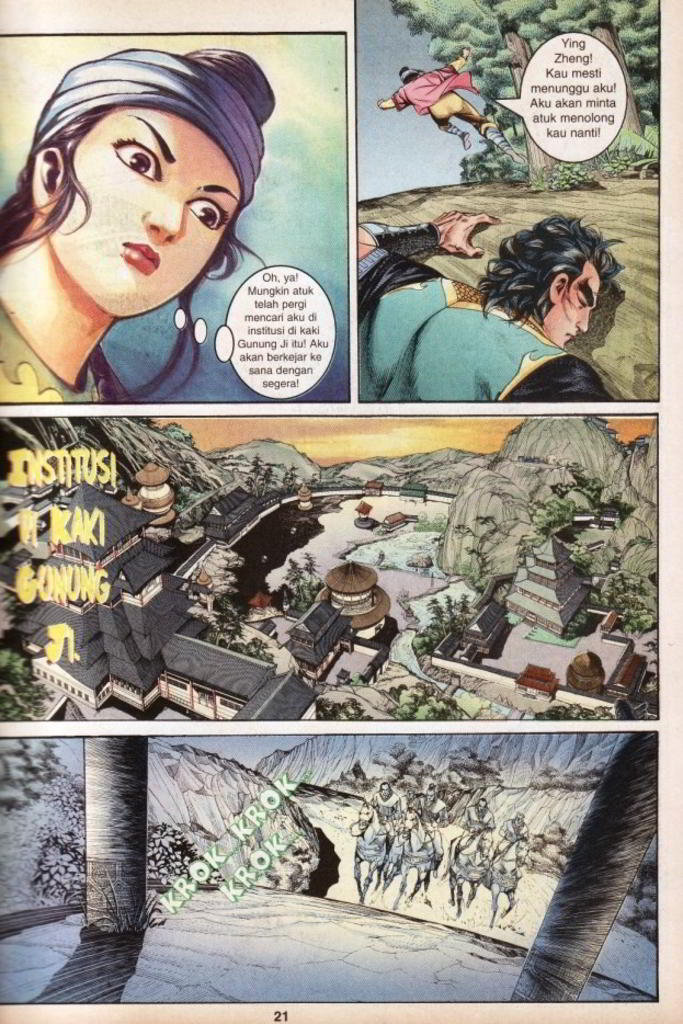 Oh, ya!
Mungkin atuk
telah pergi
mencari aku di
institusi di kaki
Gunung Ji itu! Aku
akan berkejar ke
sana dengan
segera!
Ying
Zheng!
Kau mesti
menunggu aku!
Aku akan minta
atuk menolong
kau nanti!
INSTITUSI
DI KAKI
GUNUNG
JI.
KROK... KROK...
KROK...
21